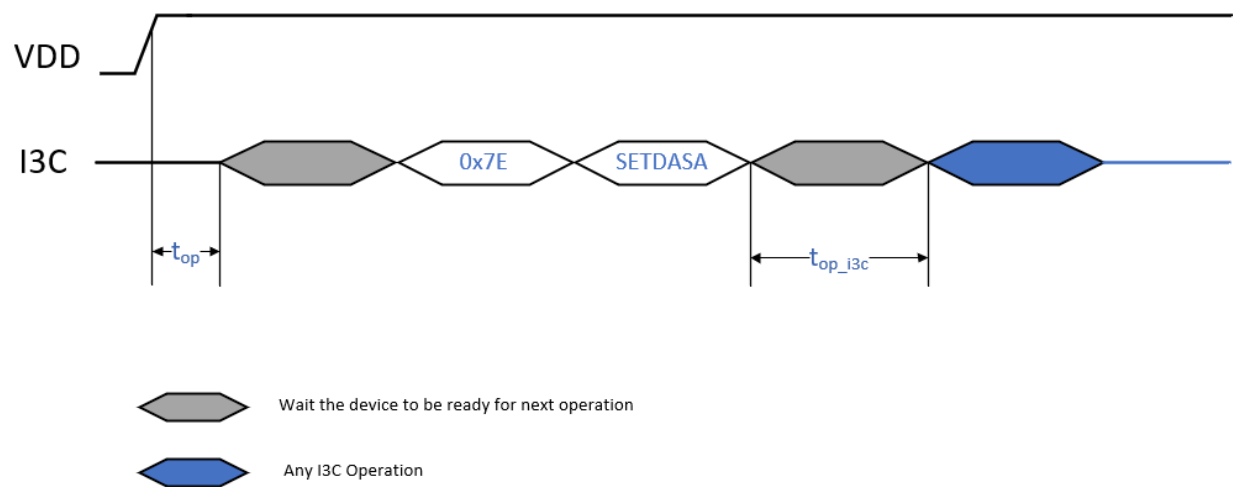 VDD
I3C
0x7E
SETDASA
top
top_i3c
Wait the device to be ready for next operation
Any I3C Operation